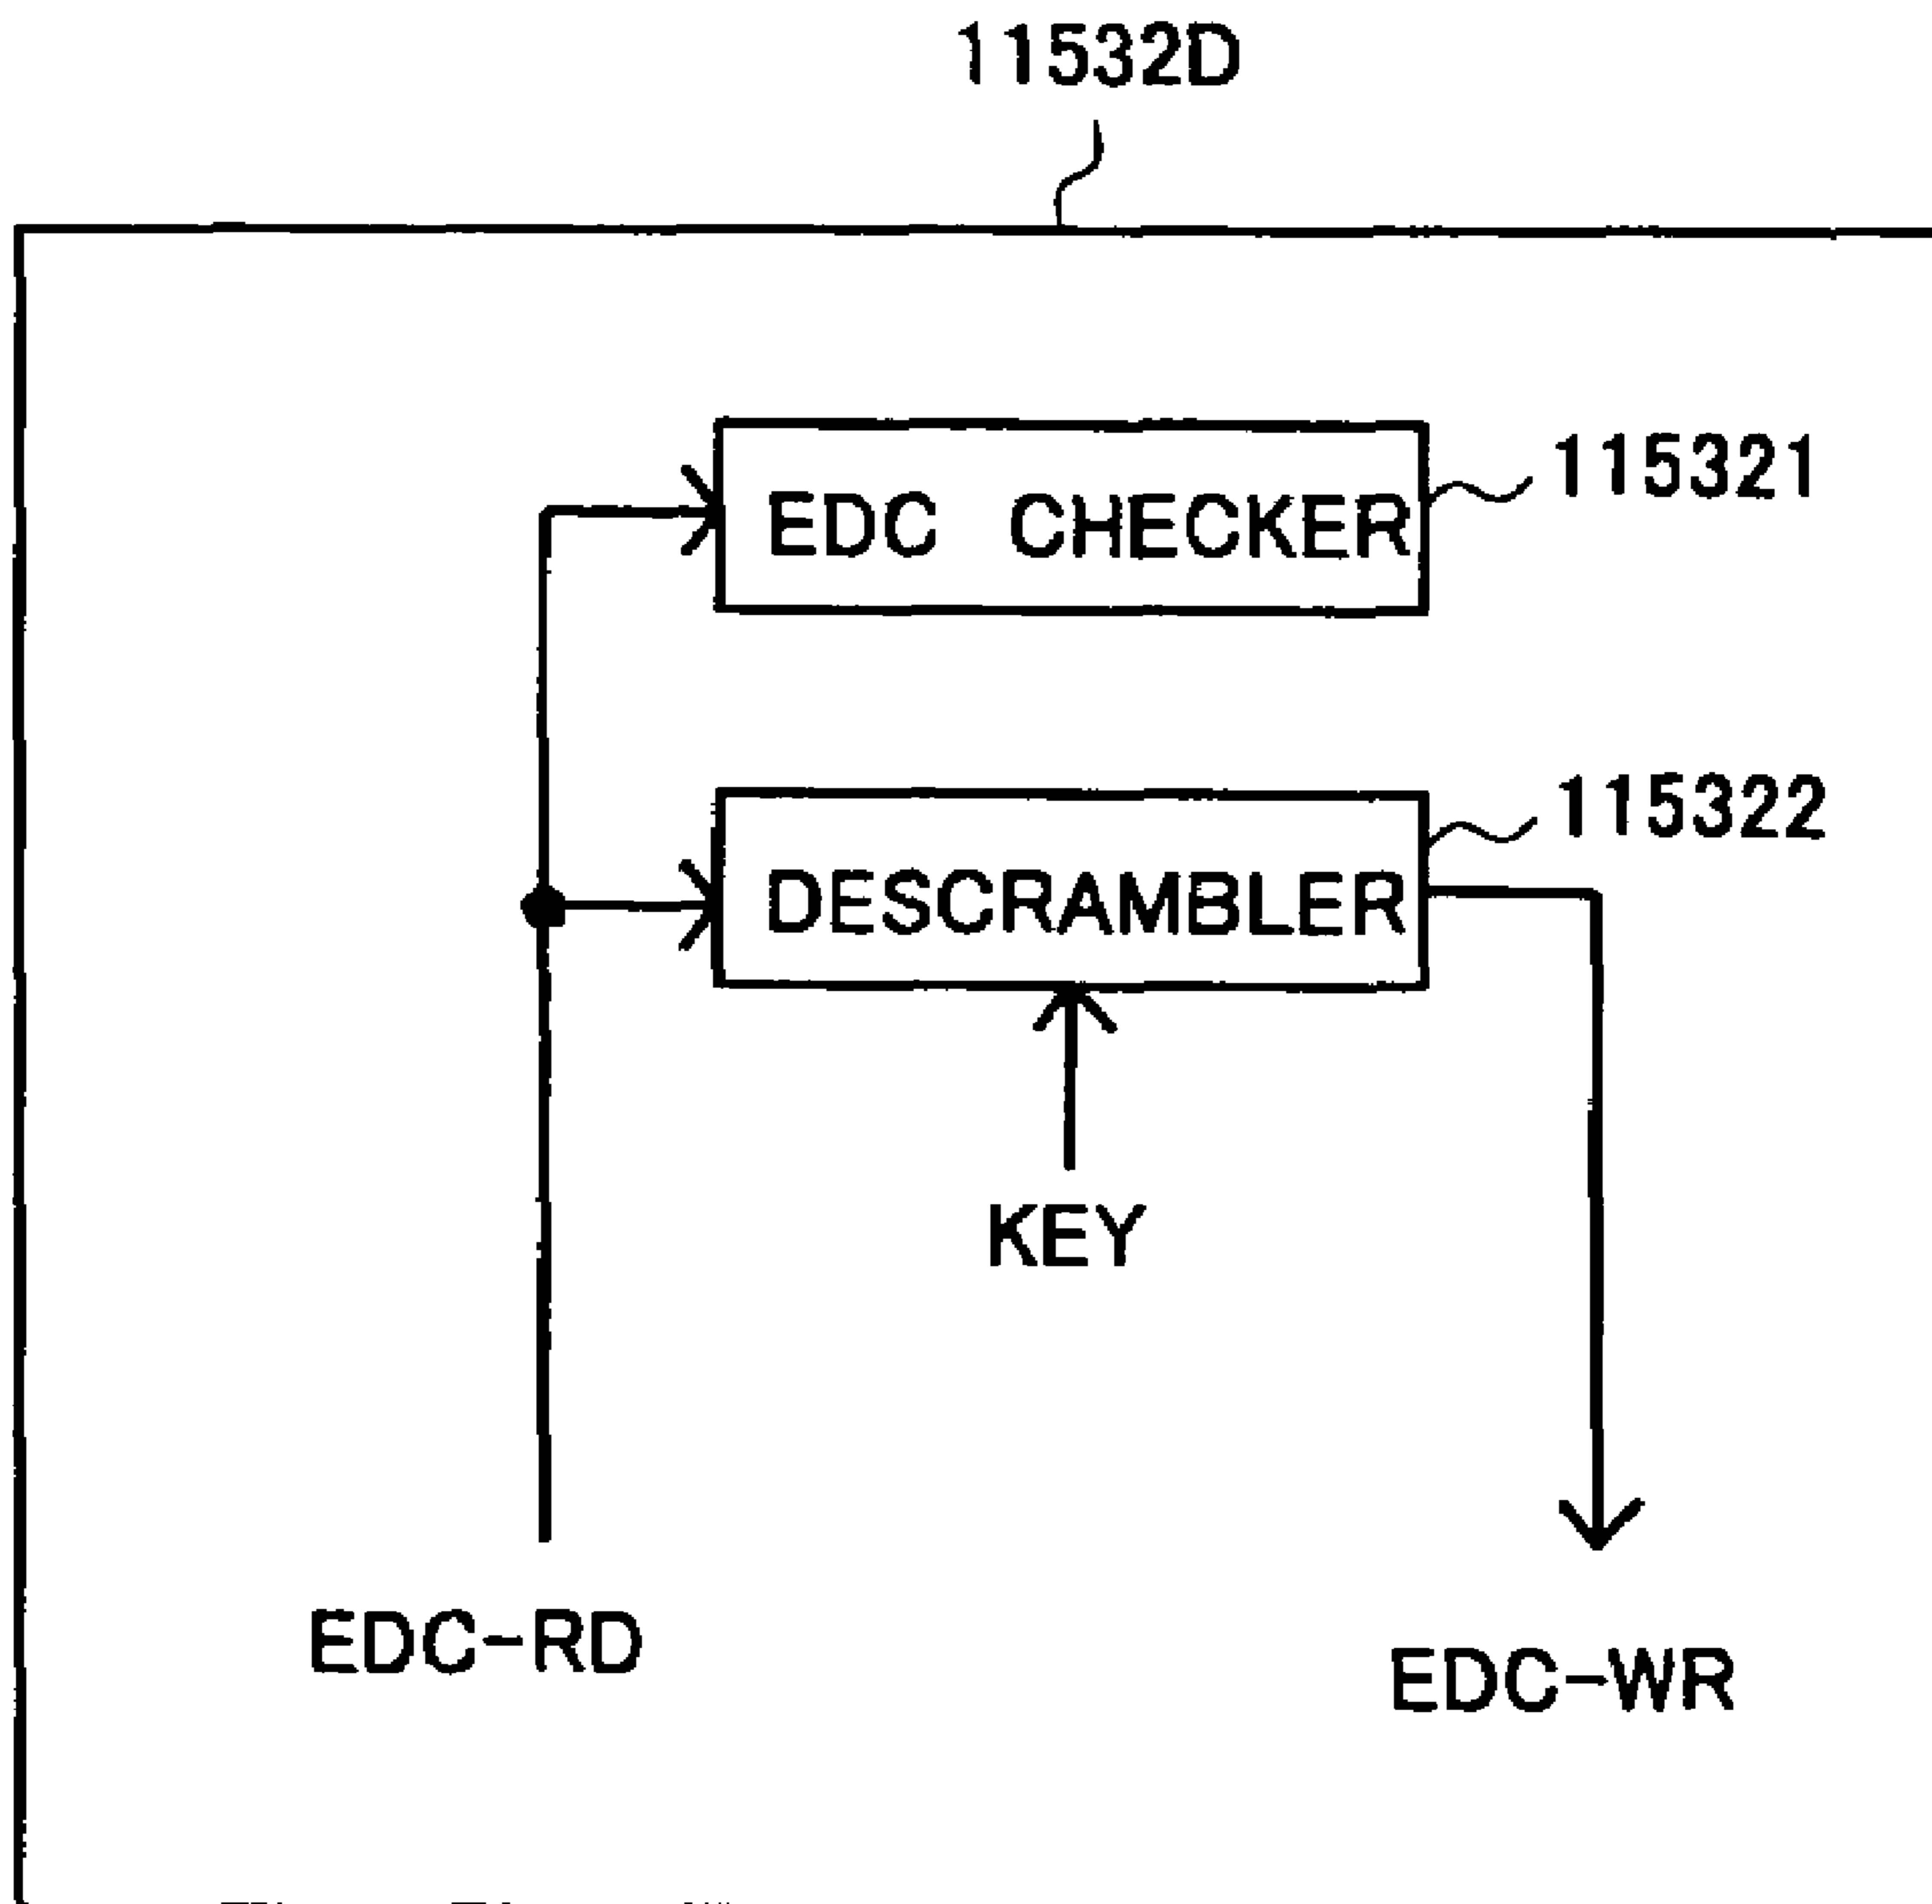 11532D
EDC CHECKER
115321
DESCRAMBLER
115322
KEY
EDC-RD
EDC-WR